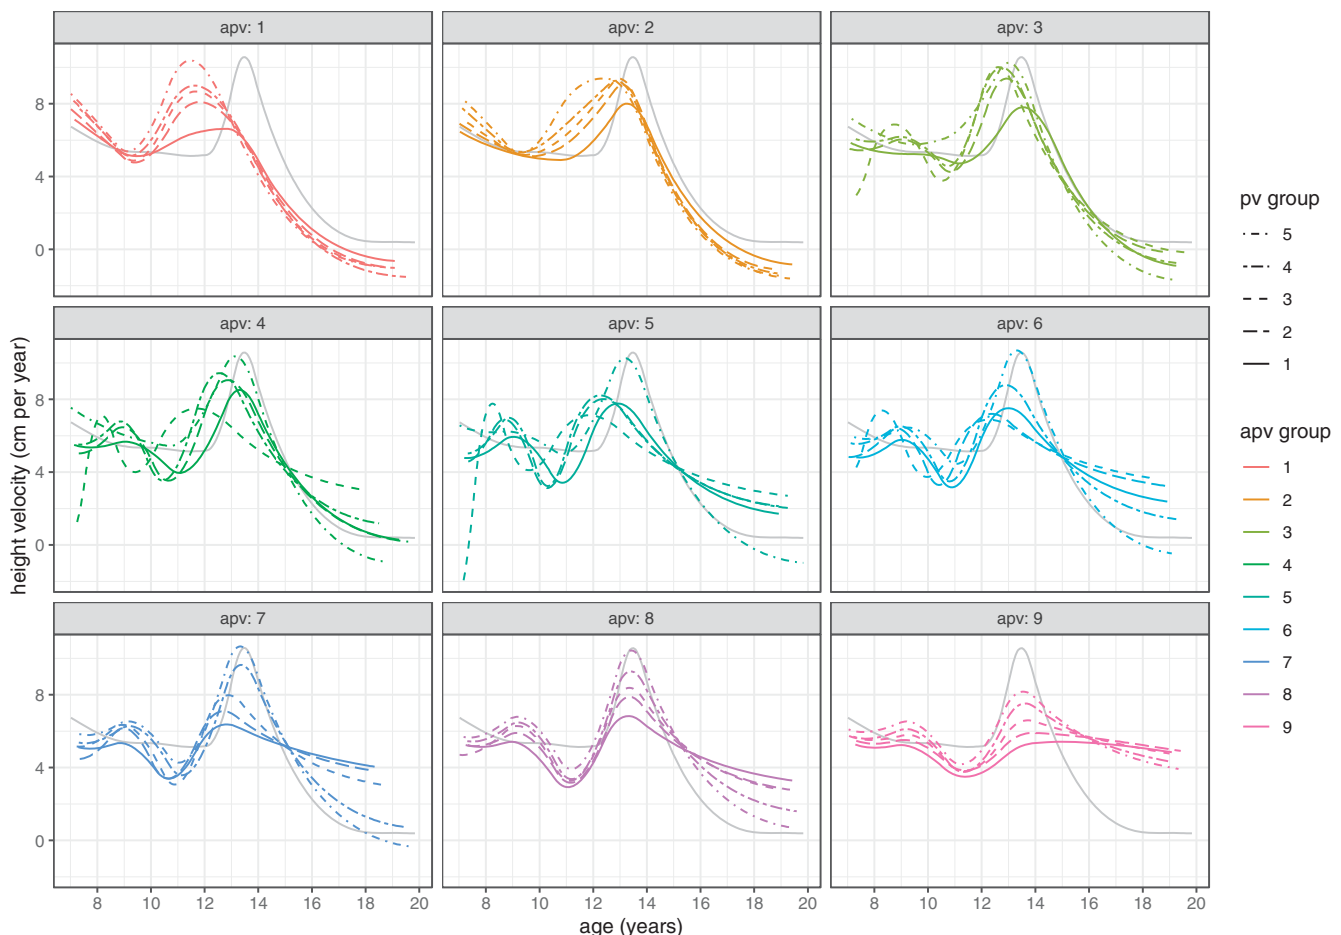 apv: 1
apv: 2
apv: 3
8
4
0
apv: 4
apv: 5
apv: 6
8
4
0
apv: 7
apv: 8
apv: 9
8
4
0
8 10 12 14 16 18 20
8 10 12 14 16 18 20
8 10 12 14 16 18 20
height velocity (cm per year)
age (years)
pv group
5
4
3
2
1
apv group
1
2
3
4
5
6
7
8
9